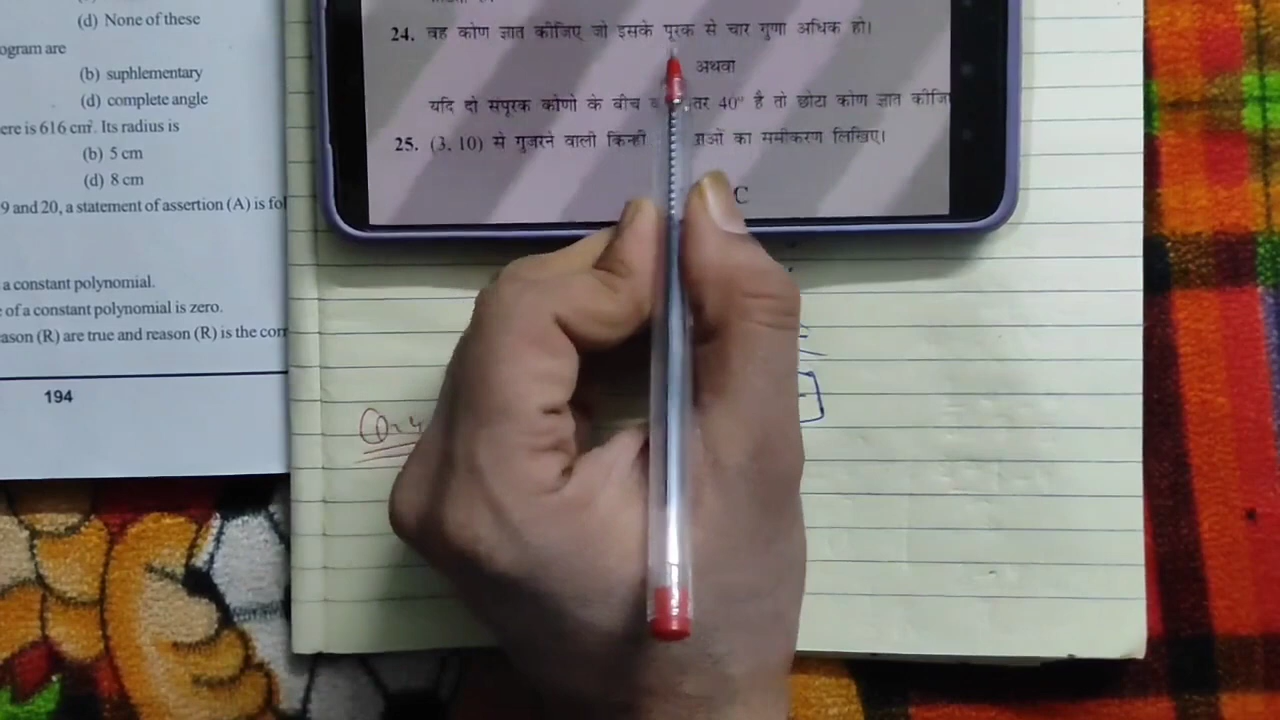 (d) None of these
ogram are
(b) suphlementary
(d) complete angle
ere is 616 cm². Its radius is
(b) 5 cm
(d) 8 cm
9 and 20, a statement of assertion (A) is fol
a constant polynomial.
of a constant polynomial is zero.
ason (R) are true and reason (R) is the corr
194
24. वह कोण ज्ञात कीजिए जो इसके पूरक से चार गुणा अधिक हो।
अथवा
यदि दो संपूरक कोणो के बीच तर 40° है तो छोटा कोण ज्ञात कीजि
25. (3, 10) से गुजरने वाली किन्ही ाओं का समीकरण लिखिए।
C